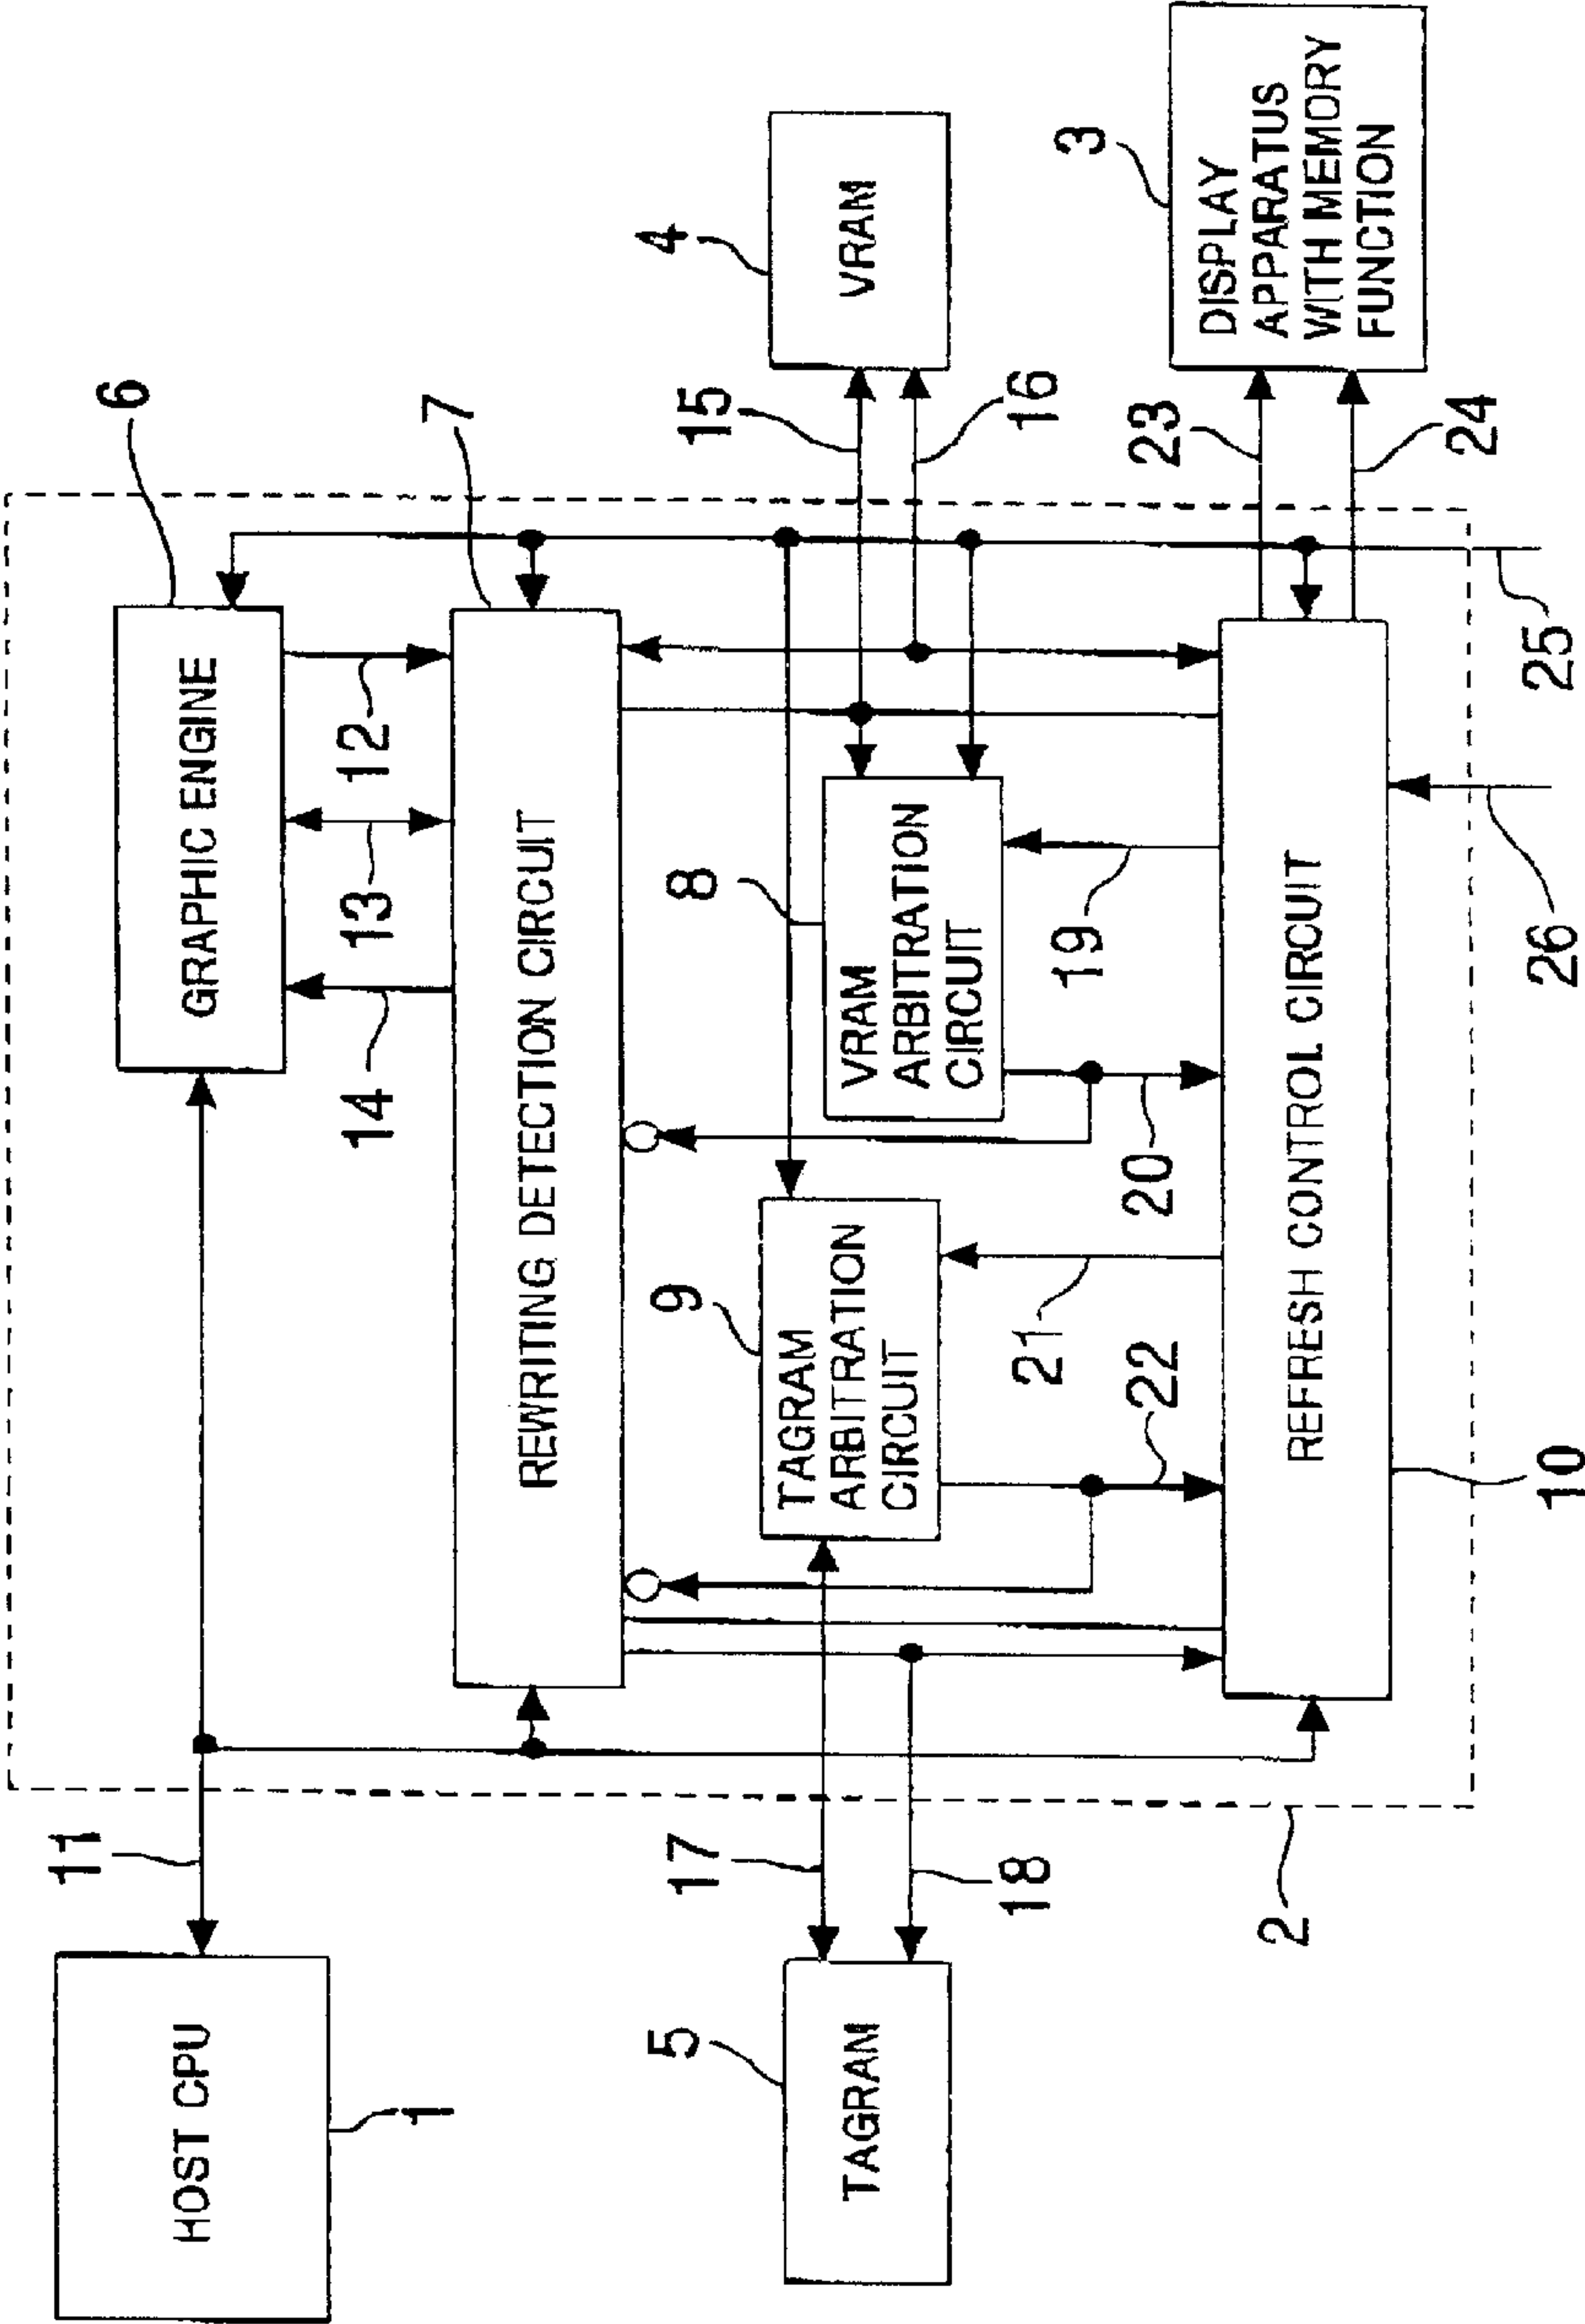 HOST CPU
1
11
GRAPHIC ENGINE
6
14
13
12
REWRITING DETECTION CIRCUIT
7
TAGRAM
5
17
18
TAGRAM
ARBITRATION
CIRCUIT
9
VRAM
ARBITRATION
CIRCUIT
8
VRAM
4
15
16
22
21
20
19
REFRESH CONTROL CIRCUIT
10
DISPLAY
APPARATUS
WITH MEMORY
FUNCTION
3
23
24
2
26
25